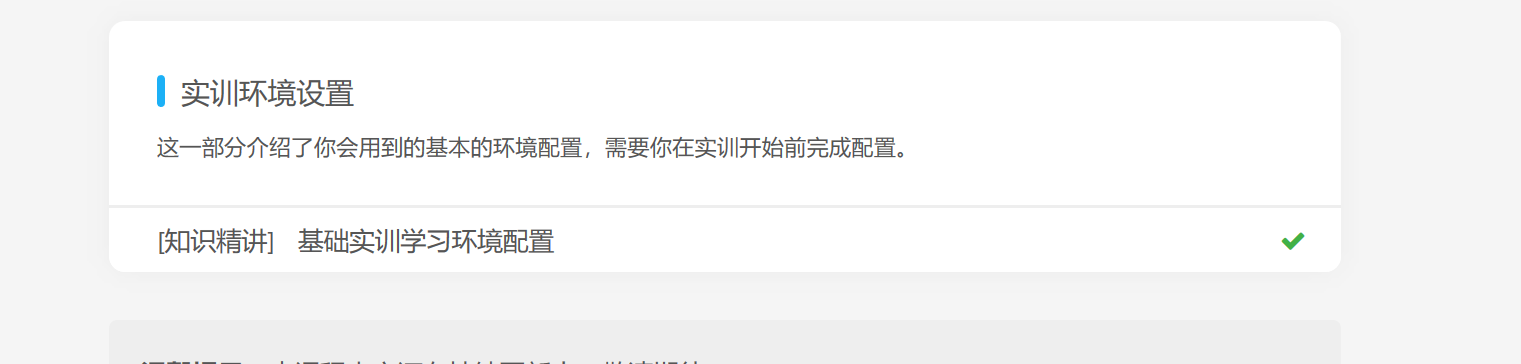 实训环境设置
这一部分介绍了你会用到的基本的环境配置，需要你在实训开始前完成配置。
[知识精讲] 基础实训学习环境配置